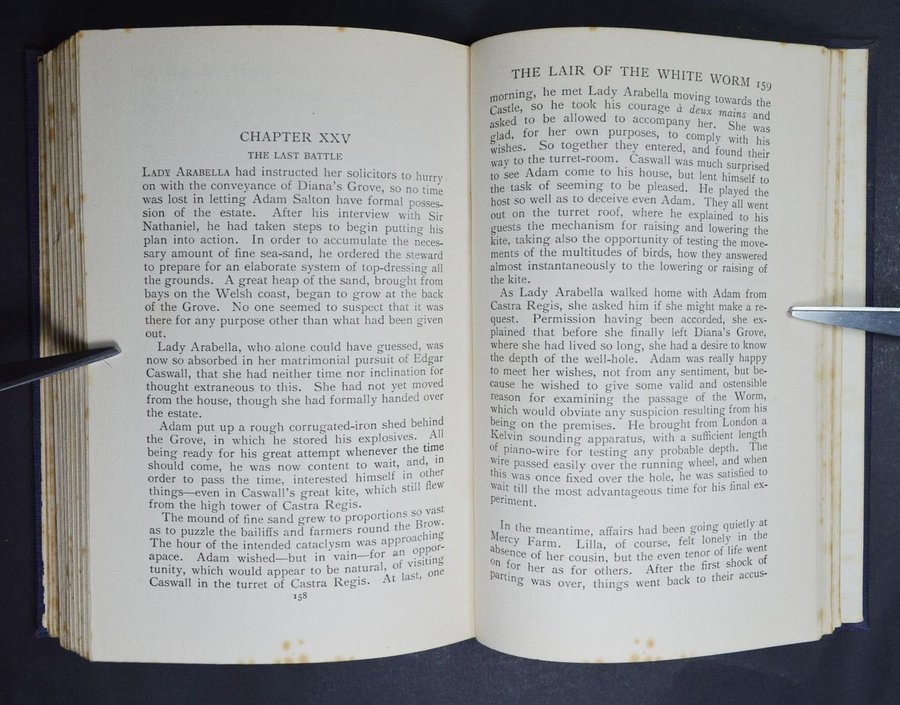 CHAPTER XXV
THE LAST BATTLE
LADY ARABELLA had instructed her solicitors to hurry
on with the conveyance of Diana's Grove, so no time
was lost in letting Adam Salton have formal posses-
sion of the estate. After his interview with Sir
Nathaniel, he had taken steps to begin putting his
plan into action. In order to accumulate the neces-
sary amount of fine sea-sand, he ordered the steward
to prepare for an elaborate system of top-dressing all
the grounds. A great heap of the sand, brought from
bays on the Welsh coast, began to grow at the back
of the Grove. No one seemed to suspect that it was
there for any purpose other than what had been given
out.
Lady Arabella, who alone could have guessed, was
now so absorbed in her matrimonial pursuit of Edgar
Caswall, that she had neither time nor inclination for
thought extraneous to this. She had not yet moved
from the house, though she had formally handed over
the estate.
Adam put up a rough corrugated-iron shed behind
the Grove, in which he stored his explosives. All
being ready for his great attempt whenever the time
should come, he was now content to wait, and, in
order to pass the time, interested himself in other
things—even in Caswall's great kite, which still flew
from the high tower of Castra Regis.
The mound of fine sand grew to proportions so vast
as to puzzle the bailiffs and farmers round the Brow.
The hour of the intended cataclysm was approaching
apace. Adam wished—but in vain—for an oppor-
tunity, which would appear to be natural, of visiting
Caswall in the turret of Castra Regis. At last, one
158
THE LAIR OF THE WHITE WORM 159
morning, he met Lady Arabella moving towards the
Castle, so he took his courage à deux mains and
asked to be allowed to accompany her. She was
glad, for her own purposes, to comply with his
wishes. So together they entered, and found their
way to the turret-room. Caswall was much surprised
to see Adam come to his house, but lent himself to
the task of seeming to be pleased. He played the
host so well as to deceive even Adam. They all went
out on the turret roof, where he explained to his
guests the mechanism for raising and lowering the
kite, taking also the opportunity of testing the move-
ments of the multitudes of birds, how they answered
almost instantaneously to the lowering or raising of
the kite.
As Lady Arabella walked home with Adam from
Castra Regis, she asked him if she might make a re-
quest. Permission having been accorded, she ex-
plained that before she finally left Diana's Grove,
where she had lived so long, she had a desire to know
the depth of the well-hole. Adam was really happy
to meet her wishes, not from any sentiment, but be-
cause he wished to give some valid and ostensible
reason for examining the passage of the Worm,
which would obviate any suspicion resulting from his
being on the premises. He brought from London a
Kelvin sounding apparatus, with a sufficient length
of piano-wire for testing any probable depth. The
wire passed easily over the running wheel, and when
this was once fixed over the hole, he was satisfied to
wait till the most advantageous time for his final ex-
periment.
In the meantime, affairs had been going quietly at
Mercy Farm. Lilla, of course, felt lonely in the
absence of her cousin, but the even tenor of life went
on for her as for others. After the first shock of
parting was over, things went back to their accus-